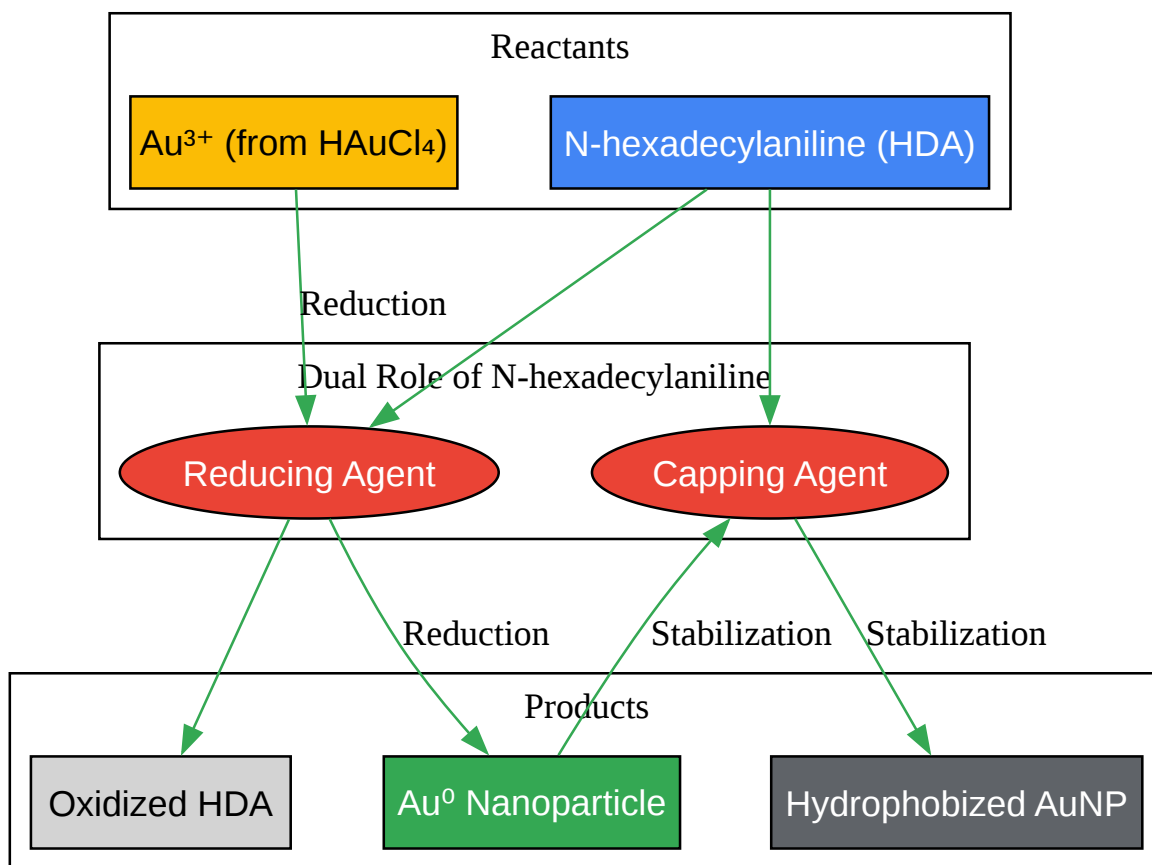 Reactants
Au³⁺ (from HAuCl₄)
N-hexadecylaniline (HDA)
Reduction
Dual Role of N-hexadecylaniline
Reducing Agent
Capping Agent
Reduction
Stabilization
Stabilization
Products
Oxidized HDA
Au⁰ Nanoparticle
Hydrophobized AuNP